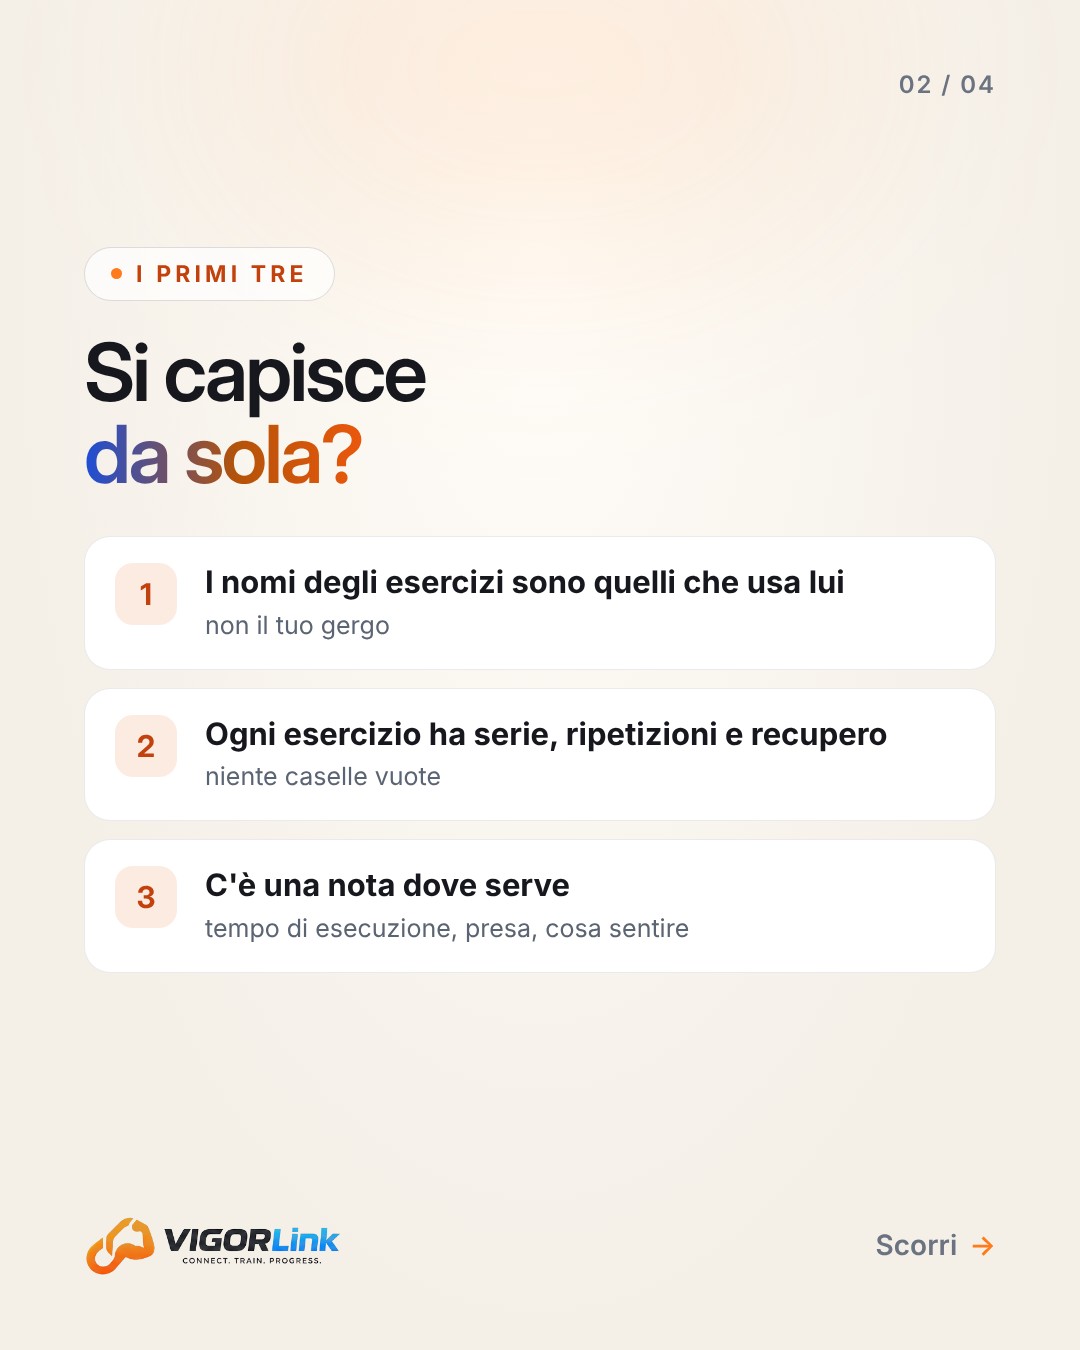 02 / 04
I PRIMI TRE
Si capisce
da sola?
1
I nomi degli esercizi sono quelli che usa lui
non il tuo gergo
2
Ogni esercizio ha serie, ripetizioni e recupero
niente caselle vuote
3
C'è una nota dove serve
tempo di esecuzione, presa, cosa sentire
VIGORLink
CONNECT. TRAIN. PROGRESS.
Scorri →